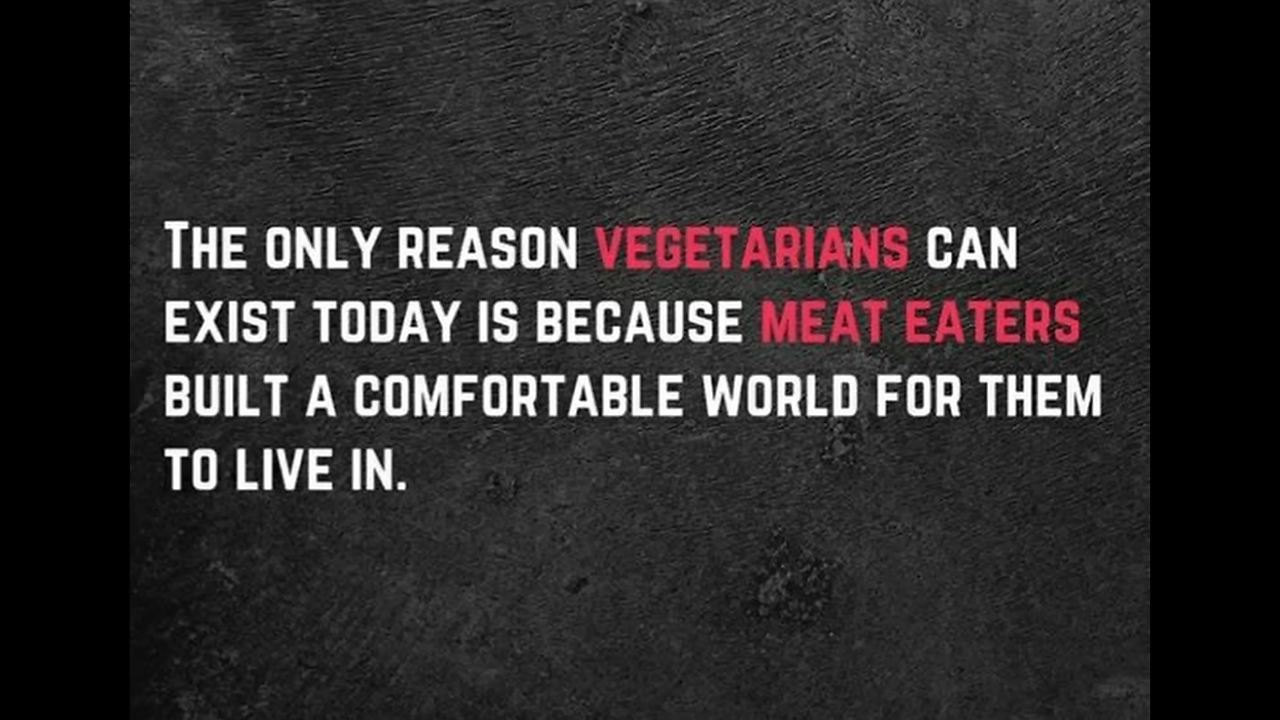 The only reason vegetarians can
exist today is because meat eaters
built a comfortable world for them
to live in.